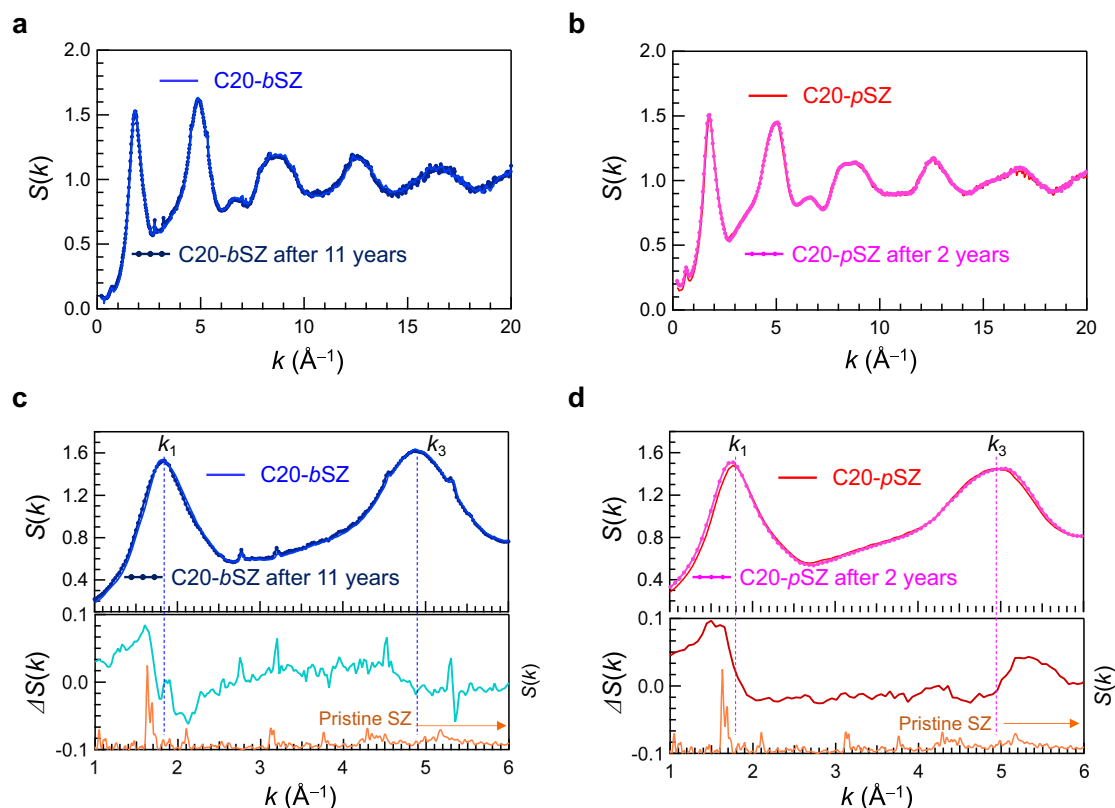 a
2.0
1.5
1.0
0.5
0.0
S(k)
C20-bSZ
C20-bSZ after 11 years
0
5
10
15
20
k (Å⁻¹)
b
2.0
1.5
1.0
0.5
0.0
S(k)
C20-pSZ
C20-pSZ after 2 years
0
5
10
15
20
k (Å⁻¹)
c
k₁
k₃
1.6
1.2
0.8
0.4
S(k)
C20-bSZ
C20-bSZ after 11 years
0.1
0.0
-0.1
ΔS(k)
S(k)
Pristine SZ
1
2
3
4
5
6
k (Å⁻¹)
d
k₁
k₃
1.6
1.2
0.8
0.4
S(k)
C20-pSZ
C20-pSZ after 2 years
0.1
0.0
-0.1
ΔS(k)
S(k)
Pristine SZ
1
2
3
4
5
6
k (Å⁻¹)